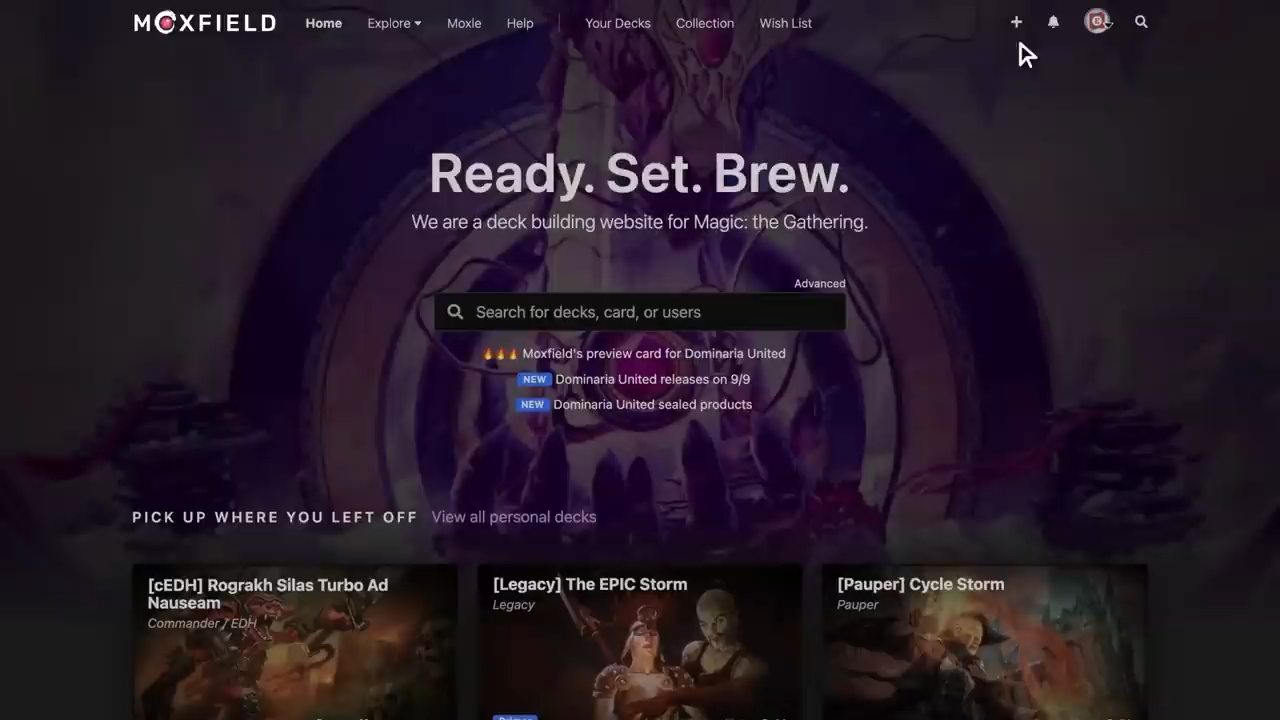 MOXFIELD Home Explore Moxie Help Your Decks Collection Wish List
Ready. Set. Brew.
We are a deck building website for Magic: the Gathering.
Advanced
Search for decks, card, or users
🔥🔥🔥 Moxfield's preview card for Dominaria United
NEW Dominaria United releases on 9/9
NEW Dominaria United sealed products
PICK UP WHERE YOU LEFT OFF View all personal decks
[cEDH] Rograkh Silas Turbo Ad
Nauseam
Commander / EDH
[Legacy] The EPIC Storm
Legacy
[Pauper] Cycle Storm
Pauper